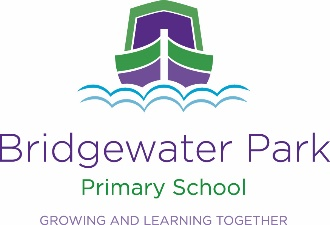 Bridgewater Park
Primary School
GROWING AND LEARNING TOGETHER